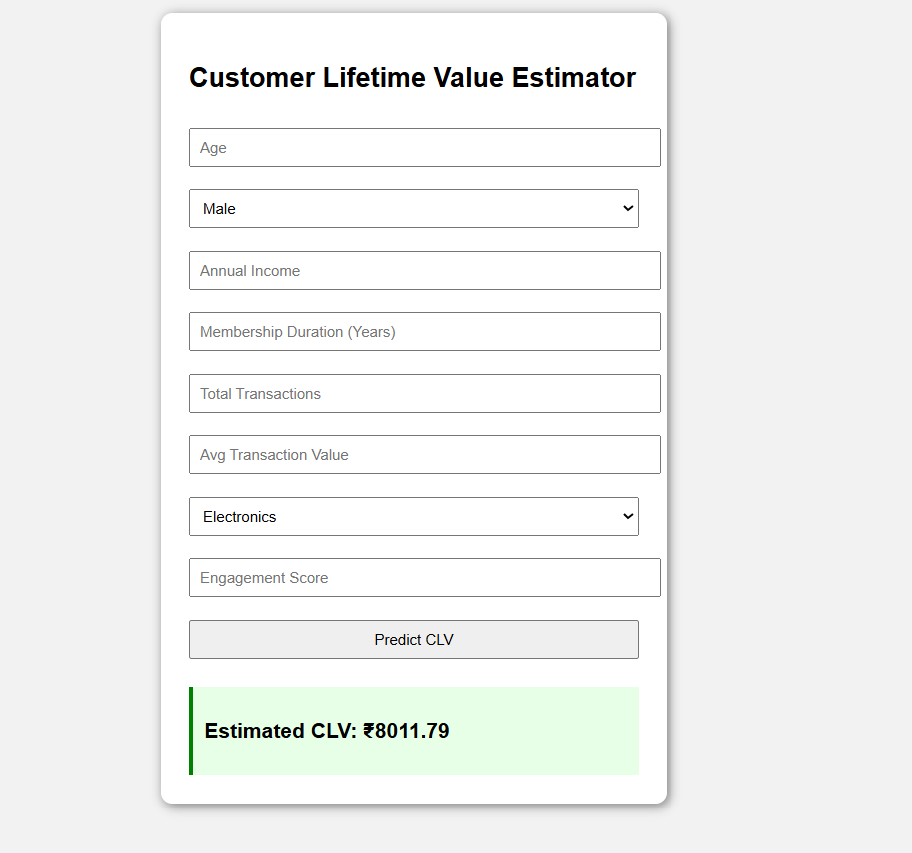 Customer Lifetime Value Estimator
Age
Male
Annual Income
Membership Duration (Years)
Total Transactions
Avg Transaction Value
Electronics
Engagement Score
Predict CLV
Estimated CLV: ₹8011.79